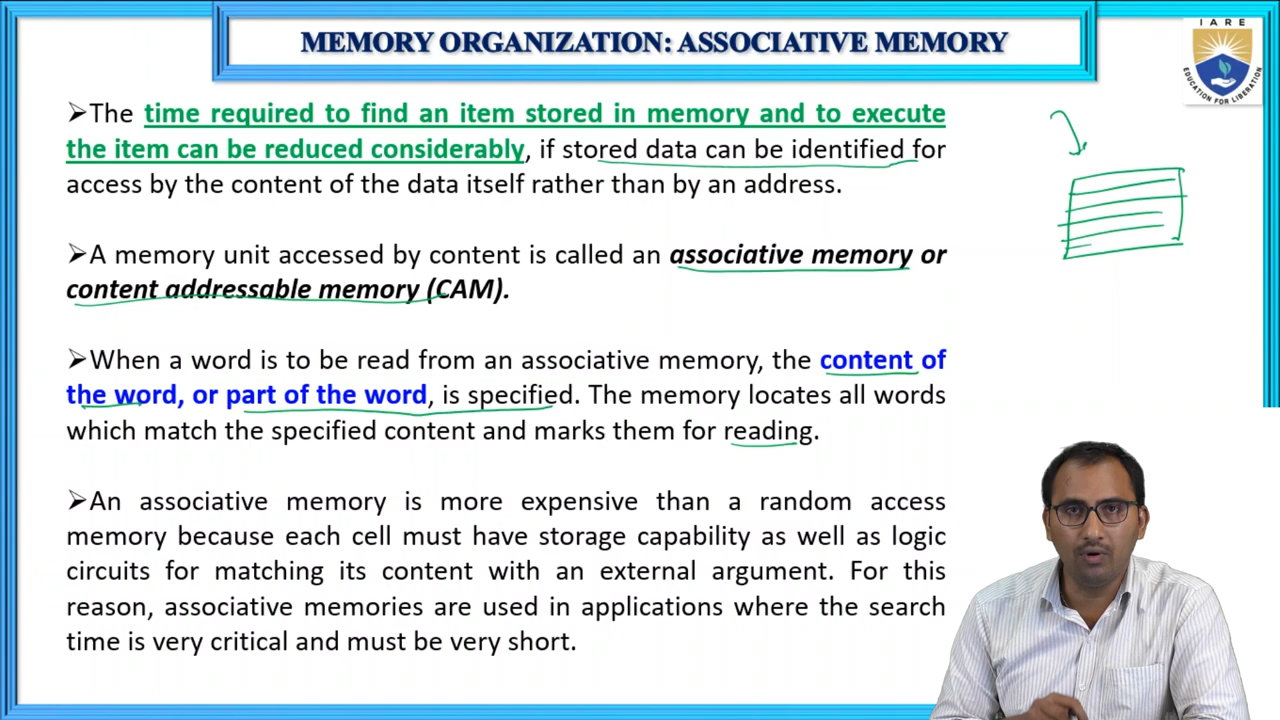 MEMORY ORGANIZATION: ASSOCIATIVE MEMORY
IARE
EDUCATION FOR LIBERATION
➢The time required to find an item stored in memory and to execute
the item can be reduced considerably, if stored data can be identified for
access by the content of the data itself rather than by an address.
➢A memory unit accessed by content is called an associative memory or
content addressable memory (CAM).
➢When a word is to be read from an associative memory, the content of
the word, or part of the word, is specified. The memory locates all words
which match the specified content and marks them for reading.
➢An associative memory is more expensive than a random access
memory because each cell must have storage capability as well as logic
circuits for matching its content with an external argument. For this
reason, associative memories are used in applications where the search
time is very critical and must be very short.